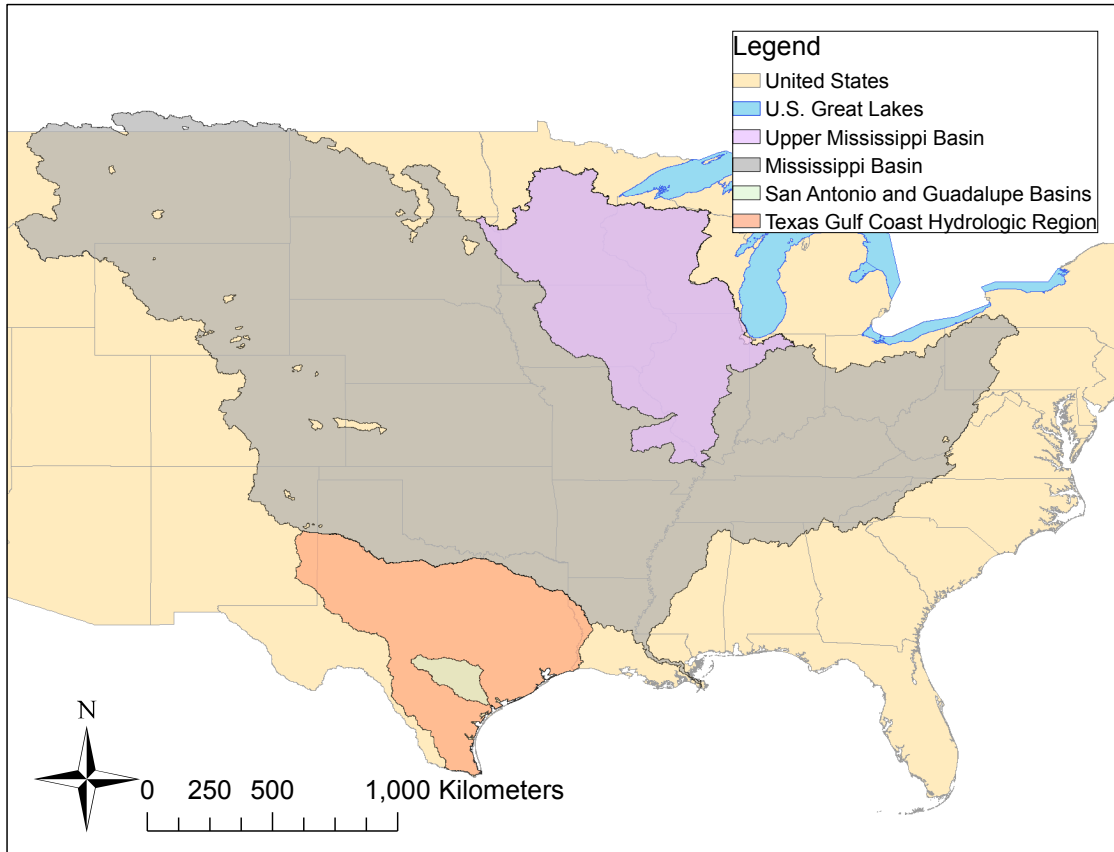 Legend
United States
U.S. Great Lakes
Upper Mississippi Basin
Mississippi Basin
San Antonio and Guadalupe Basins
Texas Gulf Coast Hydrologic Region
N
0 250 500 1,000 Kilometers